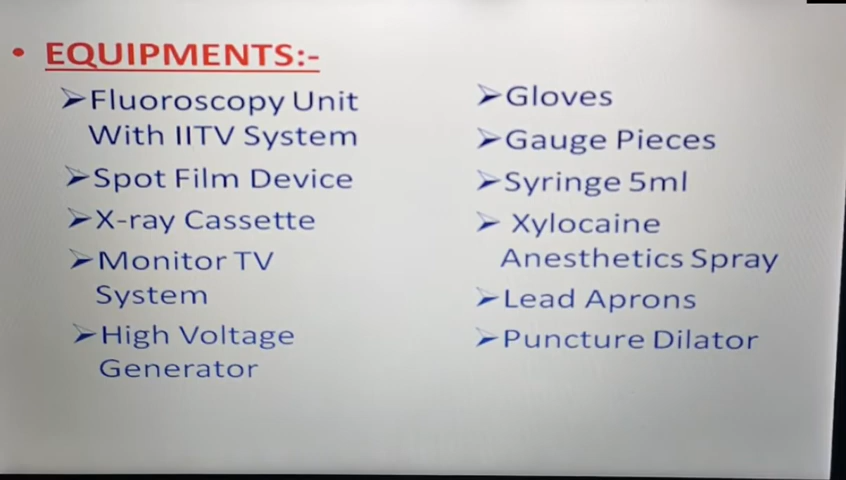 • EQUIPMENTS:-
➢Fluoroscopy Unit
With IITV System
➢Spot Film Device
➢X-ray Cassette
➢Monitor TV
System
➢High Voltage
Generator
➢Gloves
➢Gauge Pieces
➢Syringe 5ml
➢ Xylocaine
Anesthetics Spray
➢Lead Aprons
➢Puncture Dilator